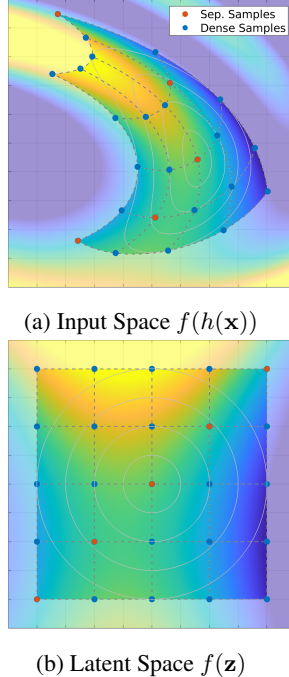 Sep. Samples
Dense Samples
(a) Input Space f(h(x))
(b) Latent Space f(z)